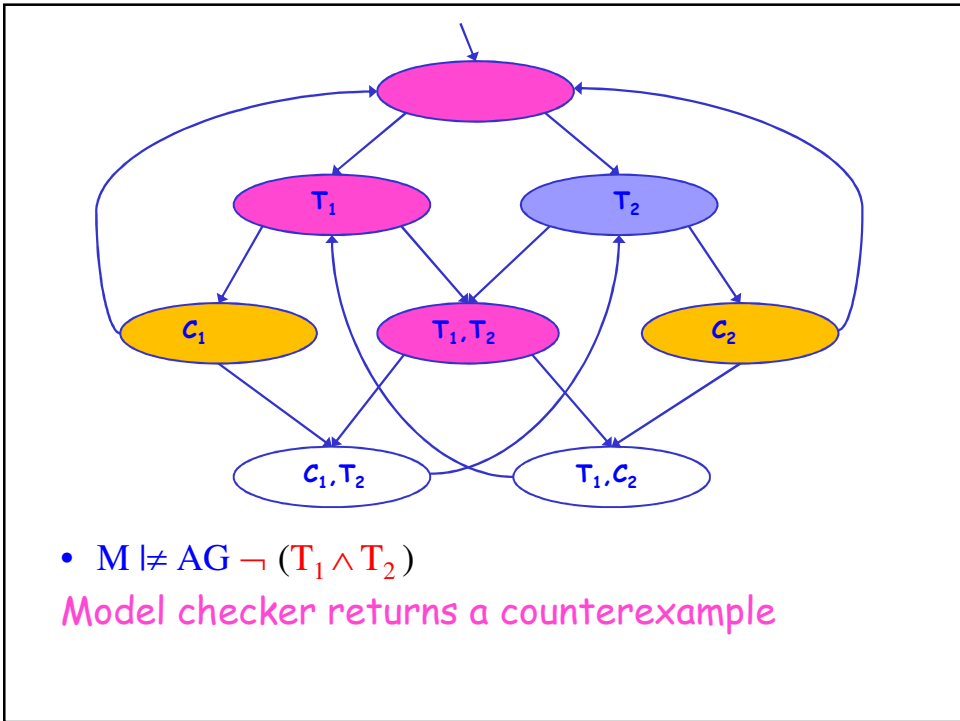 T₁
T₂
C₁
T₁,T₂
C₂
C₁,T₂
T₁,C₂
• M |≠ AG ¬ (T₁ ∧ T₂)
Model checker returns a counterexample